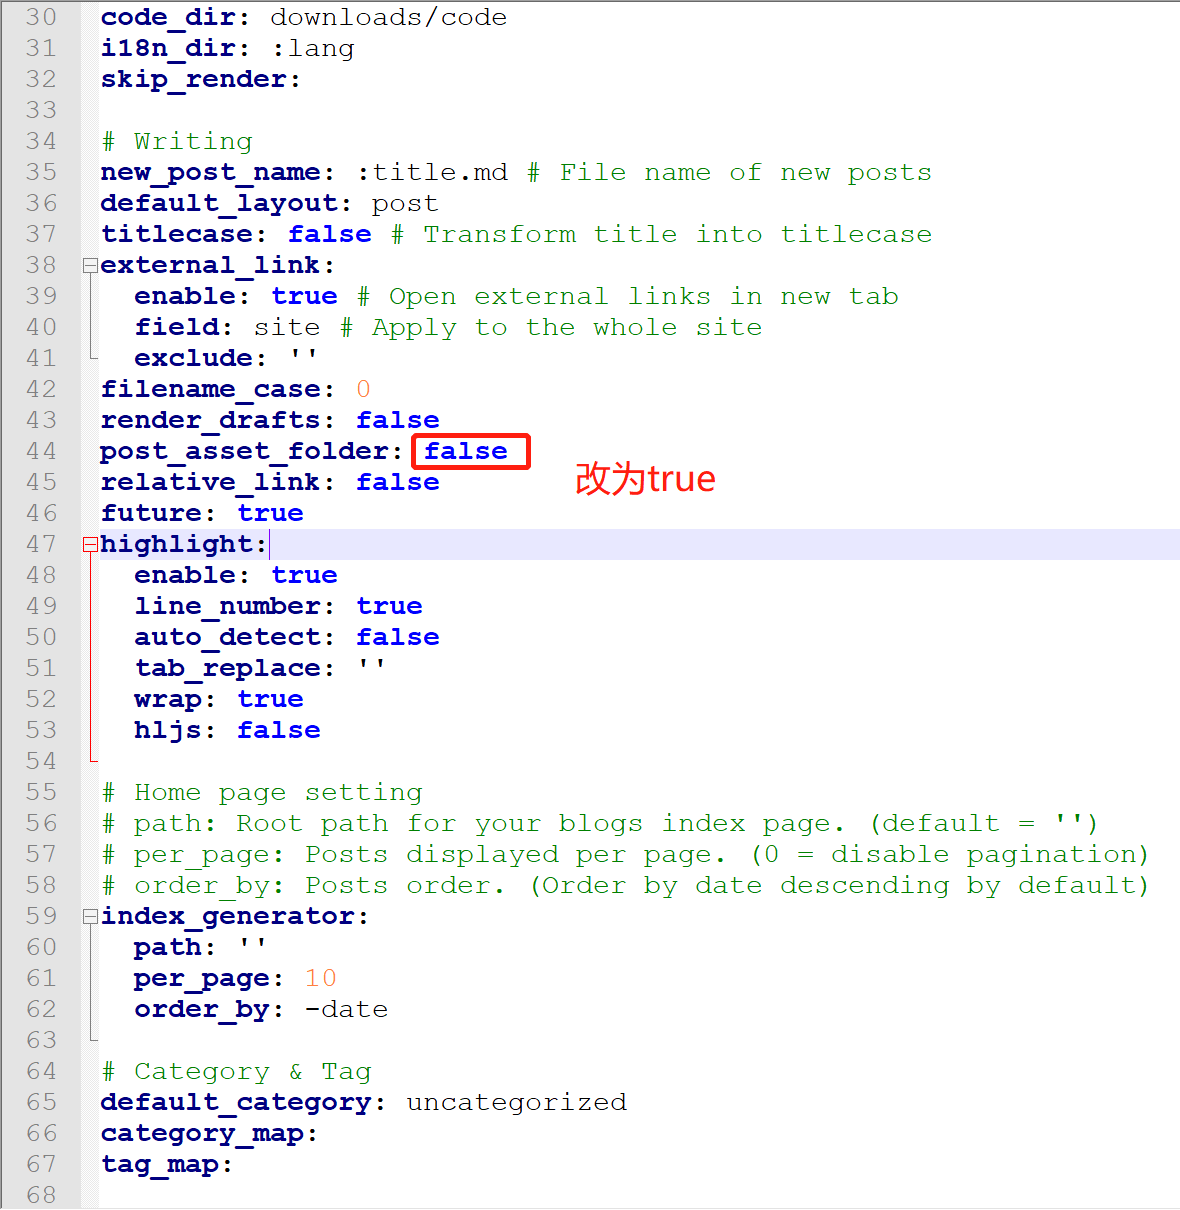 30 code_dir: downloads/code
31 i18n_dir: :lang
32 skip_render:
33
34 # Writing
35 new_post_name: :title.md # File name of new posts
36 default_layout: post
37 titlecase: false # Transform title into titlecase
38 external_link:
39   enable: true # Open external links in new tab
40   field: site # Apply to the whole site
41   exclude: ''
42 filename_case: 0
43 render_drafts: false
44 post_asset_folder: false
改为true
45 relative_link: false
46 future: true
47 highlight:
48   enable: true
49   line_number: true
50   auto_detect: false
51   tab_replace: ''
52   wrap: true
53   hljs: false
54
55 # Home page setting
56 # path: Root path for your blogs index page. (default = '')
57 # per_page: Posts displayed per page. (0 = disable pagination)
58 # order_by: Posts order. (Order by date descending by default)
59 index_generator:
60   path: ''
61   per_page: 10
62   order_by: -date
63
64 # Category & Tag
65 default_category: uncategorized
66 category_map:
67 tag_map:
68